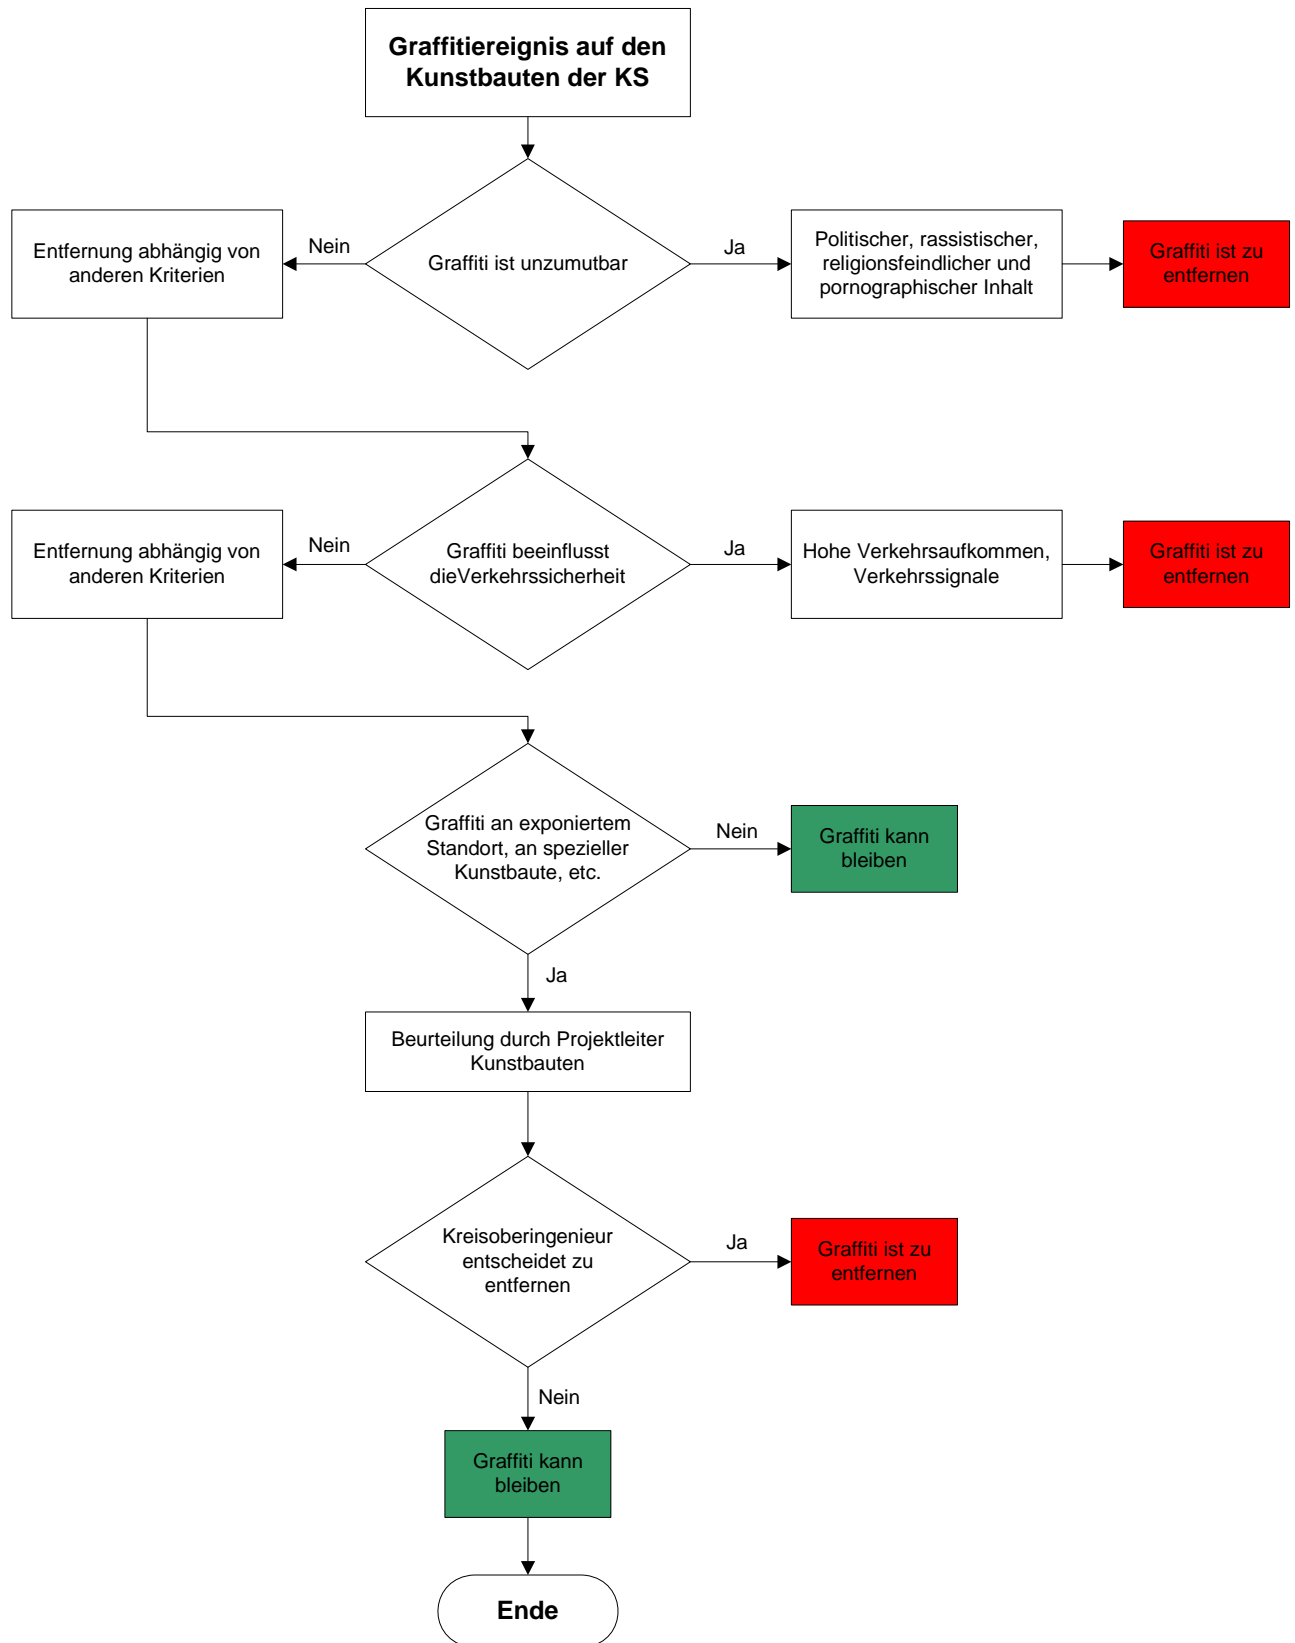 Graffitiereignis auf den
Kunstbauten der KS
Entfernung abhängig von
anderen Kriterien
Nein
Graffiti ist unzumutbar
Ja
Politischer, rassistischer,
religionsfeindlicher und
pornographischer Inhalt
Graffiti ist zu
entfernen
Entfernung abhängig von
anderen Kriterien
Nein
Graffiti beeinflusst
dieVerkehrssicherheit
Ja
Hohe Verkehrsaufkommen,
Verkehrssignale
Graffiti ist zu
entfernen
Graffiti an exponiertem
Standort, an spezieller
Kunstbaute, etc.
Nein
Graffiti kann
bleiben
Ja
Beurteilung durch Projektleiter
Kunstbauten
Kreisoberingenieur
entscheidet zu
entfernen
Ja
Graffiti ist zu
entfernen
Nein
Graffiti kann
bleiben
Ende